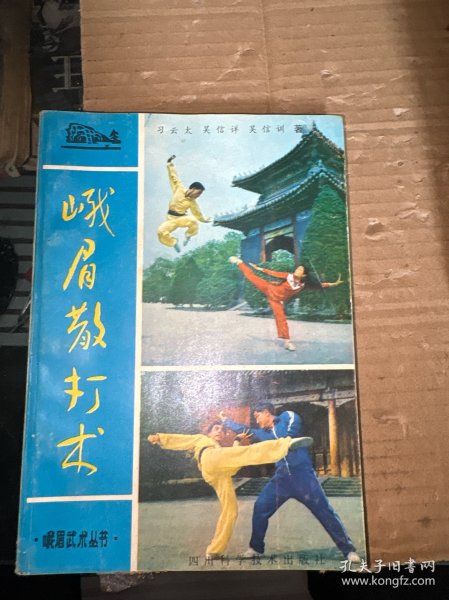 习云太 吴信详 吴信训 著
峨眉散打术
·峨眉武术丛书·
四川科学技术出版社
孔夫子旧书网
www.kongfz.com